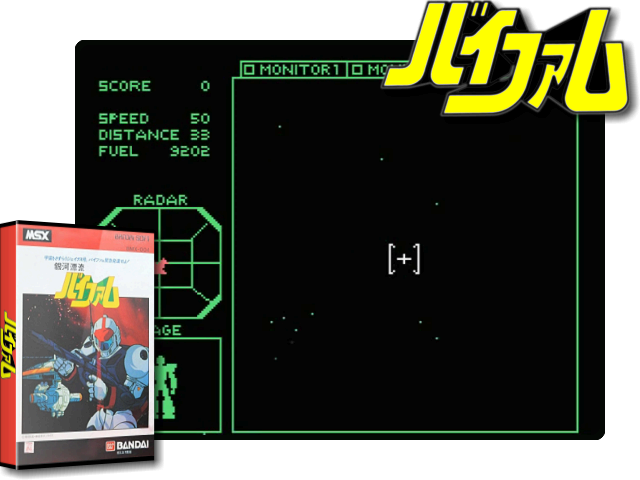 バイファム
MONITOR1
SCORE 0
SPEED 50
DISTANCE 33
FUEL 9202
RADAR
AGE
[+]
MSX
銀河漂流
バイファム
バイファム
BANDAI